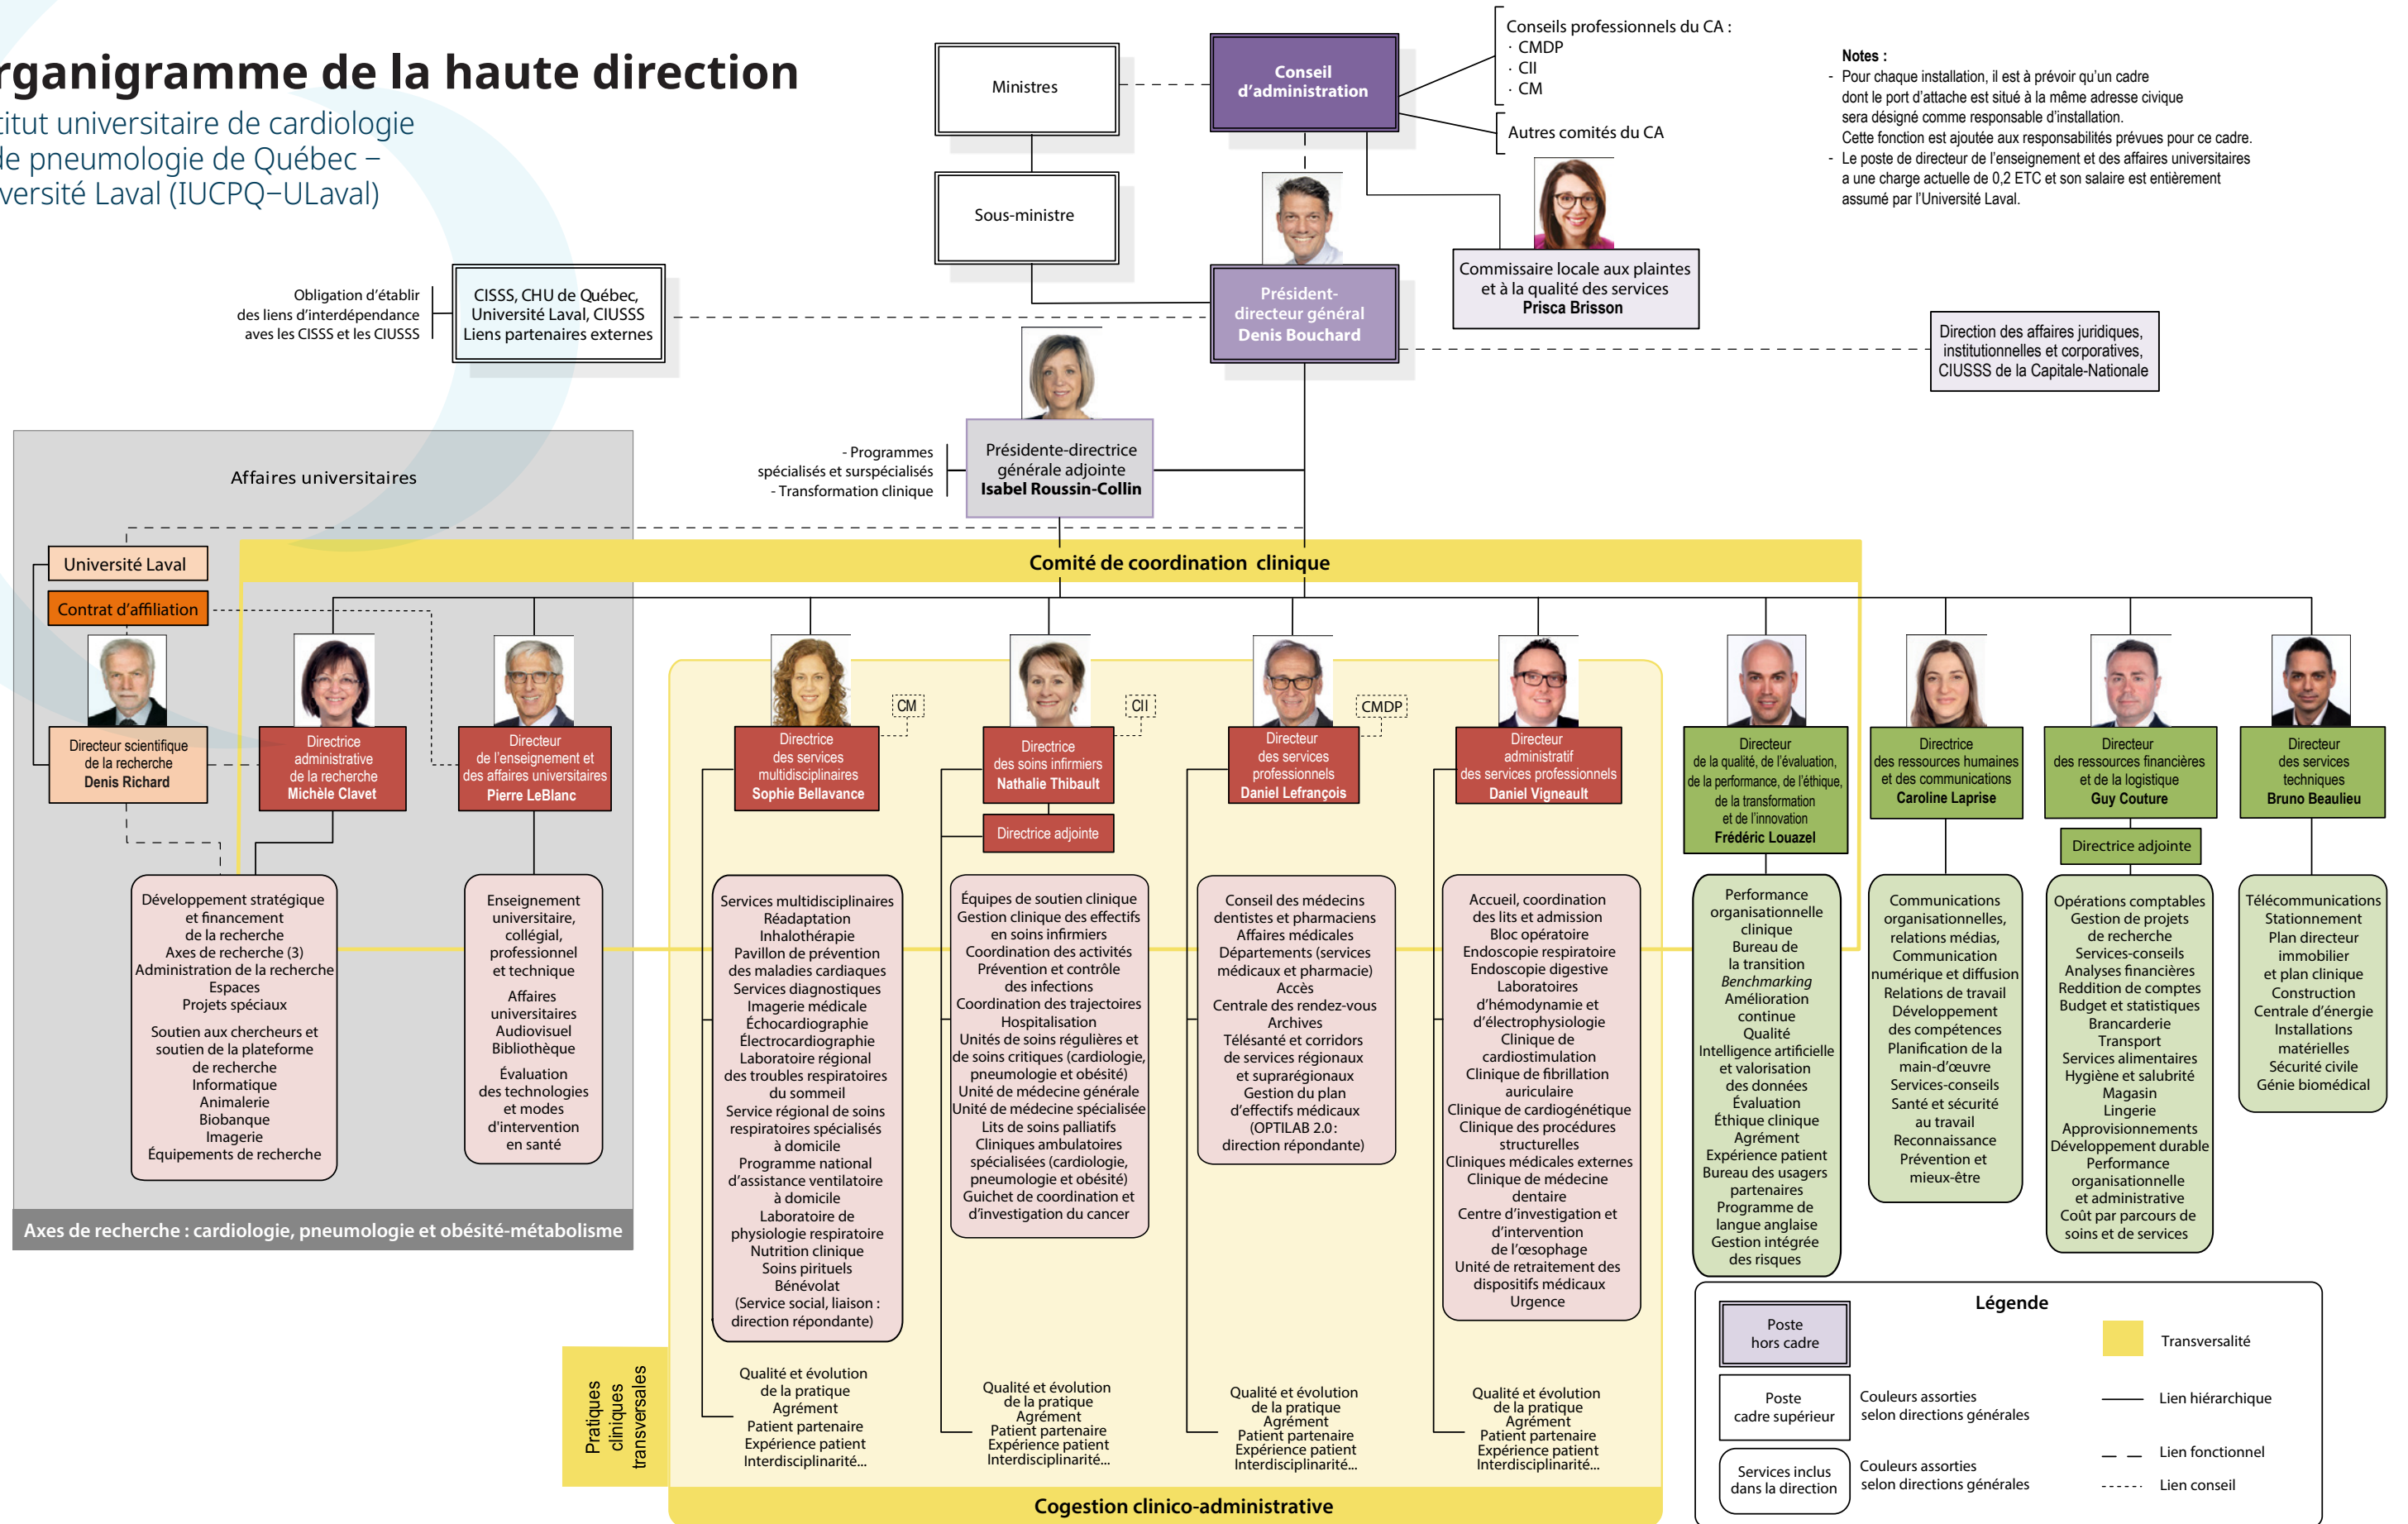 rganigramme de la haute direction
titut universitaire de cardiologie
de pneumologie de Québec –
versité Laval (IUCPQ–ULaval)
Ministres
Sous-ministre
Conseil
d'administration
Conseils professionnels du CA :
· CMDP
· CII
· CM
Autres comités du CA
Notes :
- Pour chaque installation, il est à prévoir qu'un cadre
dont le port d'attache est situé à la même adresse civique
sera désigné comme responsable d'installation.
Cette fonction est ajoutée aux responsabilités prévues pour ce cadre.
- Le poste de directeur de l'enseignement et des affaires universitaires
a une charge actuelle de 0,2 ETC et son salaire est entièrement
assumé par l'Université Laval.
Obligation d'établir
des liens d'interdépendance
aves les CISSS et les CIUSSS
CISSS, CHU de Québec,
Université Laval, CIUSSS
Liens partenaires externes
Président-
directeur général
Denis Bouchard
Commissaire locale aux plaintes
et à la qualité des services
Prisca Brisson
Direction des affaires juridiques,
institutionnelles et corporatives,
CIUSSS de la Capitale-Nationale
- Programmes
spécialisés et surspécialisés
- Transformation clinique
Présidente-directrice
générale adjointe
Isabel Roussin-Collin
Affaires universitaires
Université Laval
Contrat d'affiliation
Comité de coordination clinique
Directeur scientifique
de la recherche
Denis Richard
Directrice
administrative
de la recherche
Michèle Clavet
Directeur
de l'enseignement et
des affaires universitaires
Pierre LeBlanc
CM
Directrice
des services
multidisciplinaires
Sophie Bellavance
CII
Directrice
des soins infirmiers
Nathalie Thibault
Directrice adjointe
CMDP
Directeur
des services
professionnels
Daniel Lefrançois
Directeur
administratif
des services professionnels
Daniel Vigneault
Directeur
de la qualité, de l'évaluation,
de la performance, de l'éthique,
de la transformation
et de l'innovation
Frédéric Louazel
Directrice
des ressources humaines
et des communications
Caroline Laprise
Directeur
des ressources financières
et de la logistique
Guy Couture
Directrice adjointe
Directeur
des services
techniques
Bruno Beaulieu
Développement stratégique
et financement
de la recherche
Axes de recherche (3)
Administration de la recherche
Espaces
Projets spéciaux
Soutien aux chercheurs et
soutien de la plateforme
de recherche
Informatique
Animalerie
Biobanque
Imagerie
Équipements de recherche
Enseignement
universitaire,
collégial,
professionnel
et technique
Affaires
universitaires
Audiovisuel
Bibliothèque
Évaluation
des technologies
et modes
d'intervention
en santé
Axes de recherche : cardiologie, pneumologie et obésité-métabolisme
Services multidisciplinaires
Réadaptation
Inhalothérapie
Pavillon de prévention
des maladies cardiaques
Services diagnostiques
Imagerie médicale
Échocardiographie
Électrocardiographie
Laboratoire régional
des troubles respiratoires
du sommeil
Service régional de soins
respiratoires spécialisés
à domicile
Programme national
d'assistance ventilatoire
à domicile
Laboratoire de
physiologie respiratoire
Nutrition clinique
Soins pirituels
Bénévolat
(Service social, liaison :
direction répondante)
Équipes de soutien clinique
Gestion clinique des effectifs
en soins infirmiers
Coordination des activités
Prévention et contrôle
des infections
Coordination des trajectoires
Hospitalisation
Unités de soins régulières et
de soins critiques (cardiologie,
pneumologie et obésité)
Unité de médecine générale
Unité de médecine spécialisée
Lits de soins palliatifs
Cliniques ambulatoires
spécialisées (cardiologie,
pneumologie et obésité)
Guichet de coordination et
d'investigation du cancer
Conseil des médecins
dentistes et pharmaciens
Affaires médicales
Départements (services
médicaux et pharmacie)
Accès
Centrale des rendez-vous
Archives
Télésanté et corridors
de services régionaux
et suprarégionaux
Gestion du plan
d'effectifs médicaux
(OPTILAB 2.0 :
direction répondante)
Accueil, coordination
des lits et admission
Bloc opératoire
Endoscopie respiratoire
Endoscopie digestive
Laboratoires
d'hémodynamie et
d'électrophysiologie
Clinique de
cardiostimulation
Clinique de fibrillation
auriculaire
Clinique de cardiogénétique
Clinique des procédures
structurelles
Cliniques médicales externes
Clinique de médecine
dentaire
Centre d'investigation et
d'intervention
de l'œsophage
Unité de retraitement des
dispositifs médicaux
Urgence
Performance
organisationnelle
clinique
Bureau de
la transition
Benchmarking
Amélioration
continue
Qualité
Intelligence artificielle
et valorisation
des données
Évaluation
Éthique clinique
Agrément
Expérience patient
Bureau des usagers
partenaires
Programme de
langue anglaise
Gestion intégrée
des risques
Communications
organisationnelles,
relations médias,
Communication
numérique et diffusion
Relations de travail
Développement
des compétences
Planification de la
main-d'œuvre
Services-conseils
Santé et sécurité
au travail
Reconnaissance
Prévention et
mieux-être
Opérations comptables
Gestion de projets
de recherche
Services-conseils
Analyses financières
Reddition de comptes
Budget et statistiques
Brancarderie
Transport
Services alimentaires
Hygiène et salubrité
Magasin
Lingerie
Approvisionnements
Développement durable
Performance
organisationnelle
et administrative
Coût par parcours de
soins et de services
Télécommunications
Stationnement
Plan directeur
immobilier
et plan clinique
Construction
Centrale d'énergie
Installations
matérielles
Sécurité civile
Génie biomédical
Pratiques
cliniques
transversales
Qualité et évolution
de la pratique
Agrément
Patient partenaire
Expérience patient
Interdisciplinarité...
Qualité et évolution
de la pratique
Agrément
Patient partenaire
Expérience patient
Interdisciplinarité...
Qualité et évolution
de la pratique
Agrément
Patient partenaire
Expérience patient
Interdisciplinarité...
Qualité et évolution
de la pratique
Agrément
Patient partenaire
Expérience patient
Interdisciplinarité...
Cogestion clinico-administrative
Légende
Poste
hors cadre
Poste
cadre supérieur
Couleurs assorties
selon directions générales
Services inclus
dans la direction
Couleurs assorties
selon directions générales
Transversalité
Lien hiérarchique
Lien fonctionnel
Lien conseil